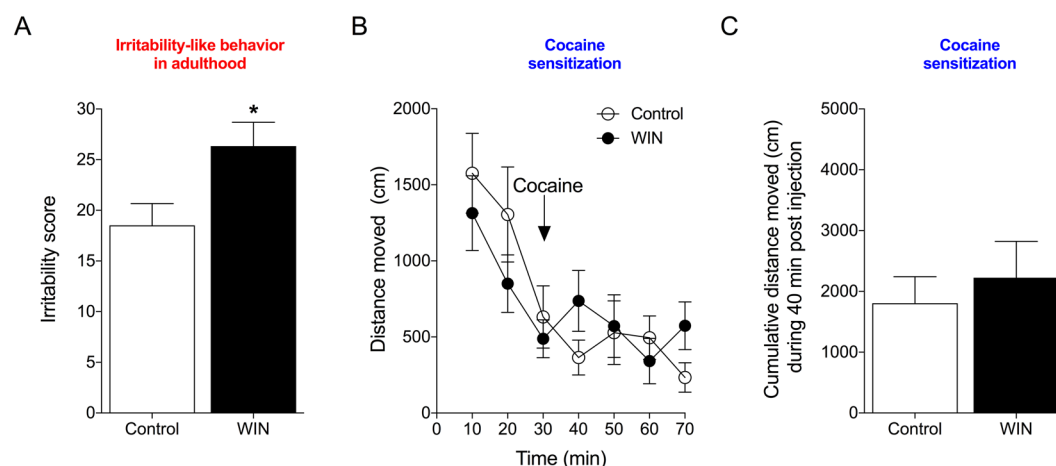 A
Irritability-like behavior
in adulthood
Irritability score
30
25
20
15
10
5
0
*
Control
WIN
B
Cocaine
sensitization
Distance moved (cm)
2000
1500
1000
500
0
Control
WIN
Cocaine
0 10 20 30 40 50 60 70
Time (min)
C
Cocaine
sensitization
Cumulative distance moved (cm)
during 40 min post injection
5000
4000
3000
2000
1000
0
Control
WIN